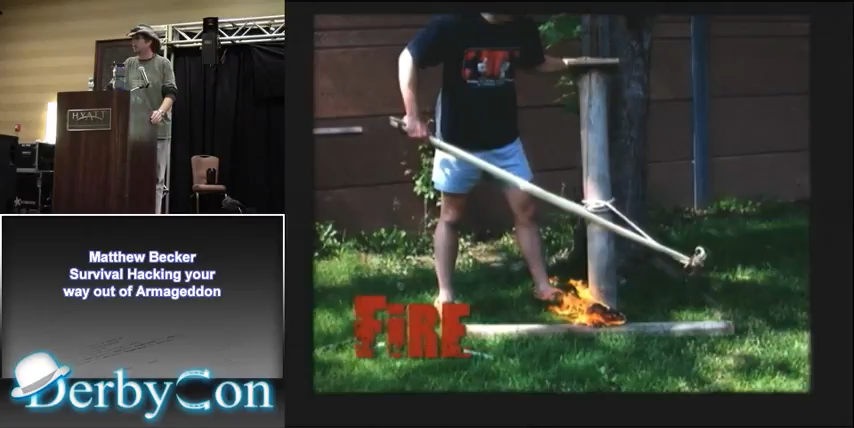 HYATT
Matthew Becker
Survival Hacking your
way out of Armageddon
DerbyCon
FIRE